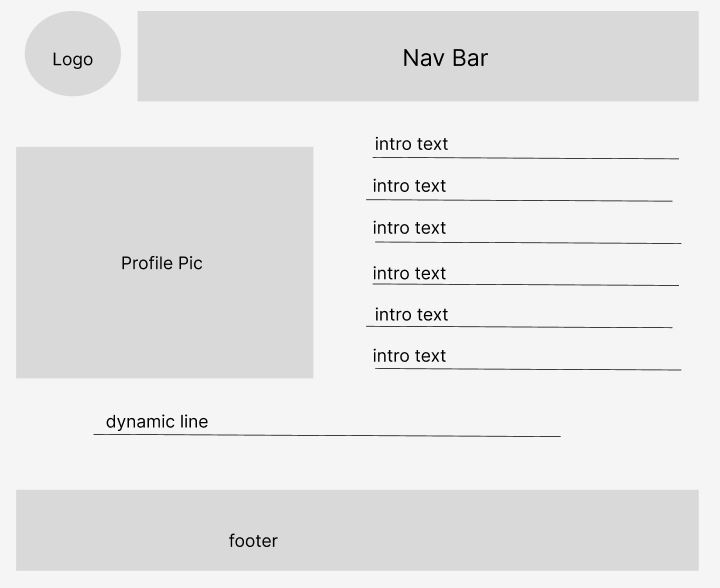 Logo
Nav Bar
intro text
intro text
intro text
Profile Pic
intro text
intro text
intro text
dynamic line
footer